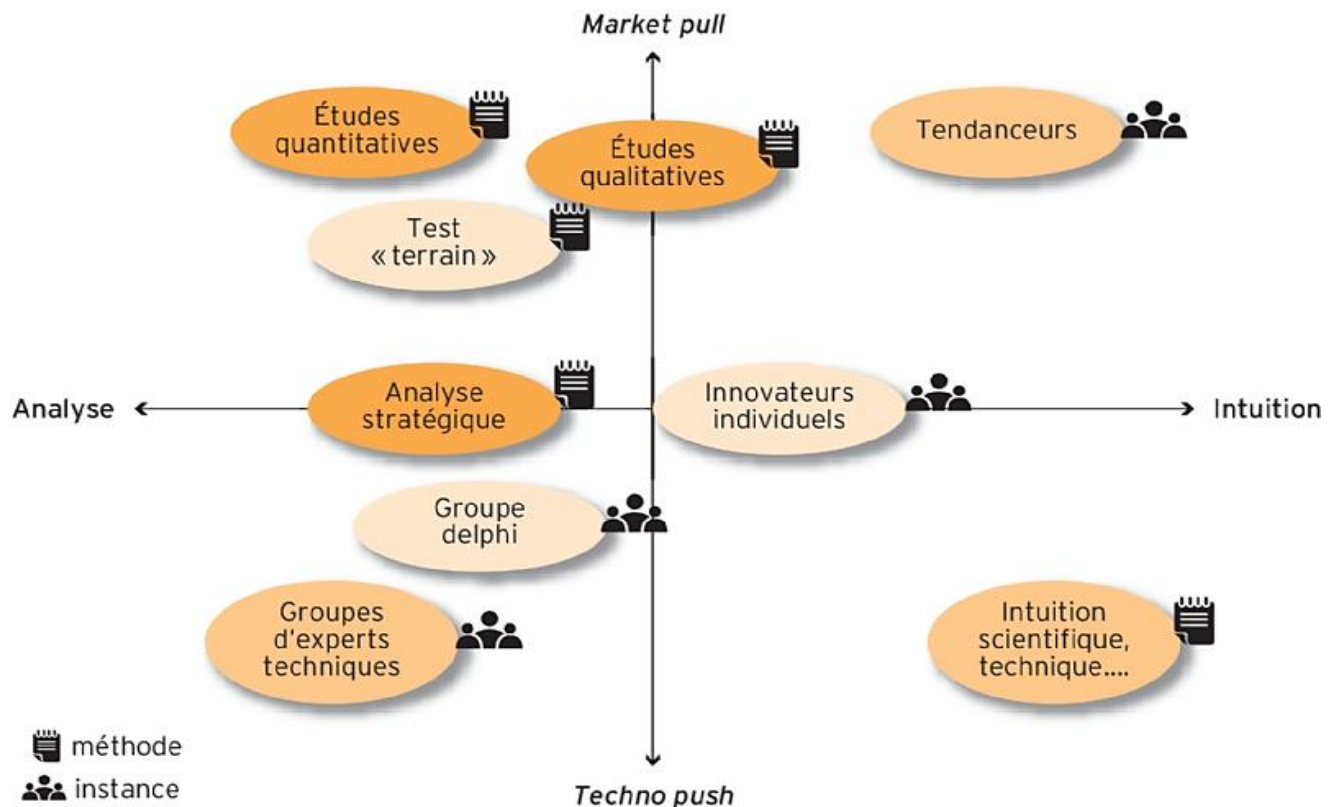 Market pull
Études
quantitatives
Études
qualitatives
Tendanceurs
Test
« terrain »
Analyse
Analyse
stratégique
Innovateurs
individuels
Intuition
Groupe
delphi
Groupes
d'experts
techniques
Intuition
scientifique,
technique....
méthode
instance
Techno push